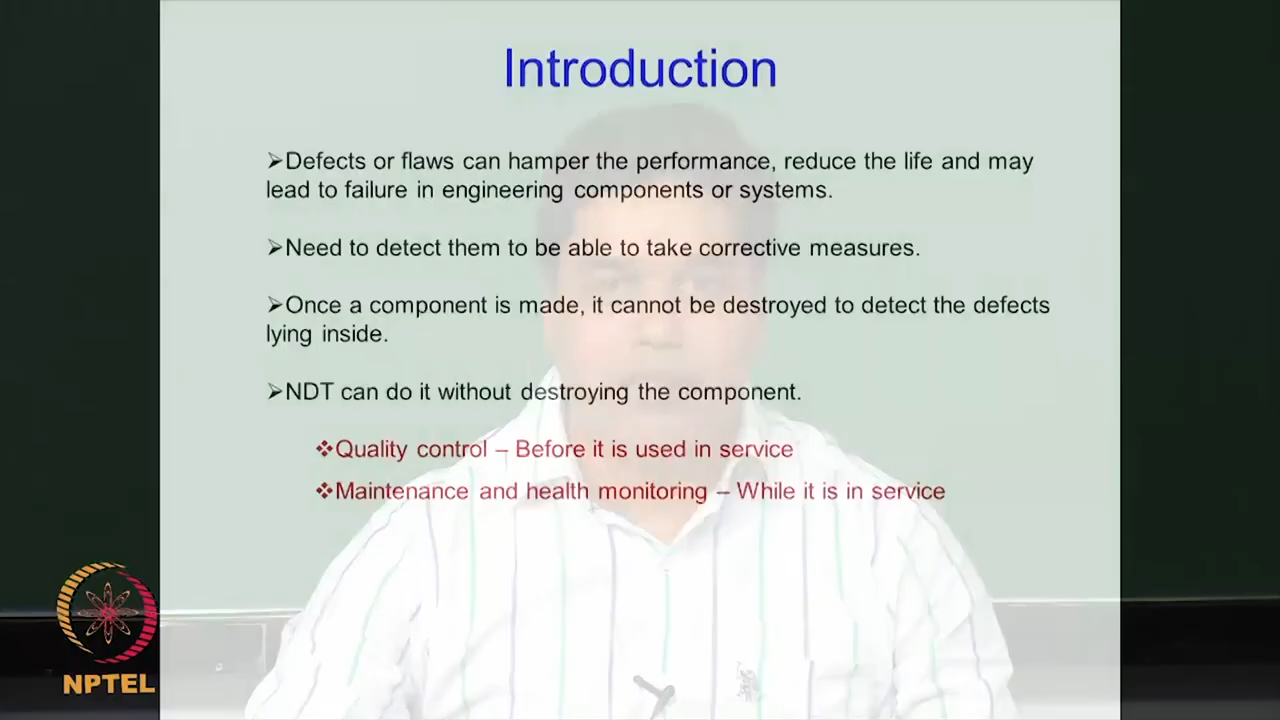 Introduction
➢Defects or flaws can hamper the performance, reduce the life and may
lead to failure in engineering components or systems.
➢Need to detect them to be able to take corrective measures.
➢Once a component is made, it cannot be destroyed to detect the defects
lying inside.
➢NDT can do it without destroying the component.
❖Quality control – Before it is used in service
❖Maintenance and health monitoring – While it is in service
NPTEL